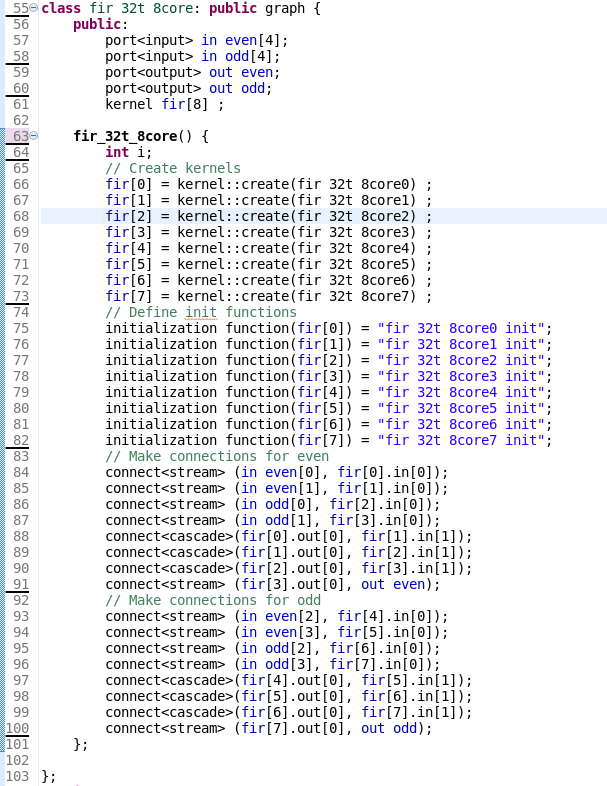 55 class fir 32t 8core: public graph {
56 public:
57 port<input> in even[4];
58 port<input> in odd[4];
59 port<output> out even;
60 port<output> out odd;
61 kernel fir[8] ;
62
63 fir_32t_8core() {
64 int i;
65 // Create kernels
66 fir[0] = kernel::create(fir 32t 8core0) ;
67 fir[1] = kernel::create(fir 32t 8core1) ;
68 fir[2] = kernel::create(fir 32t 8core2) ;
69 fir[3] = kernel::create(fir 32t 8core3) ;
70 fir[4] = kernel::create(fir 32t 8core4) ;
71 fir[5] = kernel::create(fir 32t 8core5) ;
72 fir[6] = kernel::create(fir 32t 8core6) ;
73 fir[7] = kernel::create(fir 32t 8core7) ;
74 // Define init functions
75 initialization function(fir[0]) = "fir 32t 8core0 init";
76 initialization function(fir[1]) = "fir 32t 8core1 init";
77 initialization function(fir[2]) = "fir 32t 8core2 init";
78 initialization function(fir[3]) = "fir 32t 8core3 init";
79 initialization function(fir[4]) = "fir 32t 8core4 init";
80 initialization function(fir[5]) = "fir 32t 8core5 init";
81 initialization function(fir[6]) = "fir 32t 8core6 init";
82 initialization function(fir[7]) = "fir 32t 8core7 init";
83 // Make connections for even
84 connect<stream> (in even[0], fir[0].in[0]);
85 connect<stream> (in even[1], fir[1].in[0]);
86 connect<stream> (in odd[0], fir[2].in[0]);
87 connect<stream> (in odd[1], fir[3].in[0]);
88 connect<cascade>(fir[0].out[0], fir[1].in[1]);
89 connect<cascade>(fir[1].out[0], fir[2].in[1]);
90 connect<cascade>(fir[2].out[0], fir[3].in[1]);
91 connect<stream> (fir[3].out[0], out even);
92 // Make connections for odd
93 connect<stream> (in even[2], fir[4].in[0]);
94 connect<stream> (in even[3], fir[5].in[0]);
95 connect<stream> (in odd[2], fir[6].in[0]);
96 connect<stream> (in odd[3], fir[7].in[0]);
97 connect<cascade>(fir[4].out[0], fir[5].in[1]);
98 connect<cascade>(fir[5].out[0], fir[6].in[1]);
99 connect<cascade>(fir[6].out[0], fir[7].in[1]);
100 connect<stream> (fir[7].out[0], out odd);
101 };
102
103 };